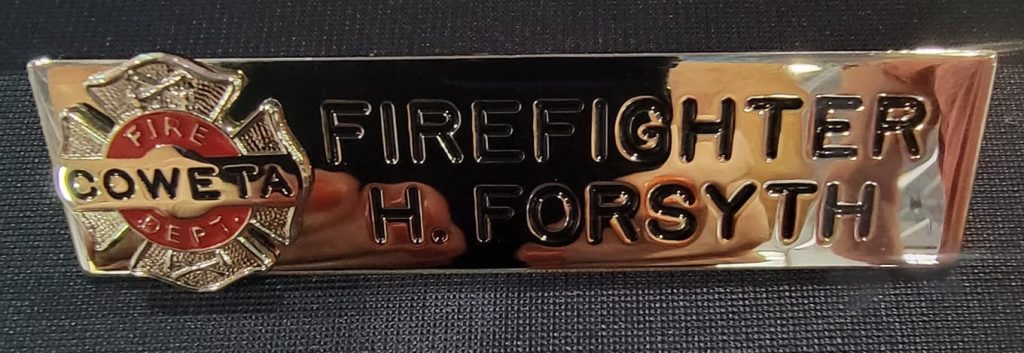 FIRE
COWETA
DEPT.
FIREFIGHTER
H. FORSYTH